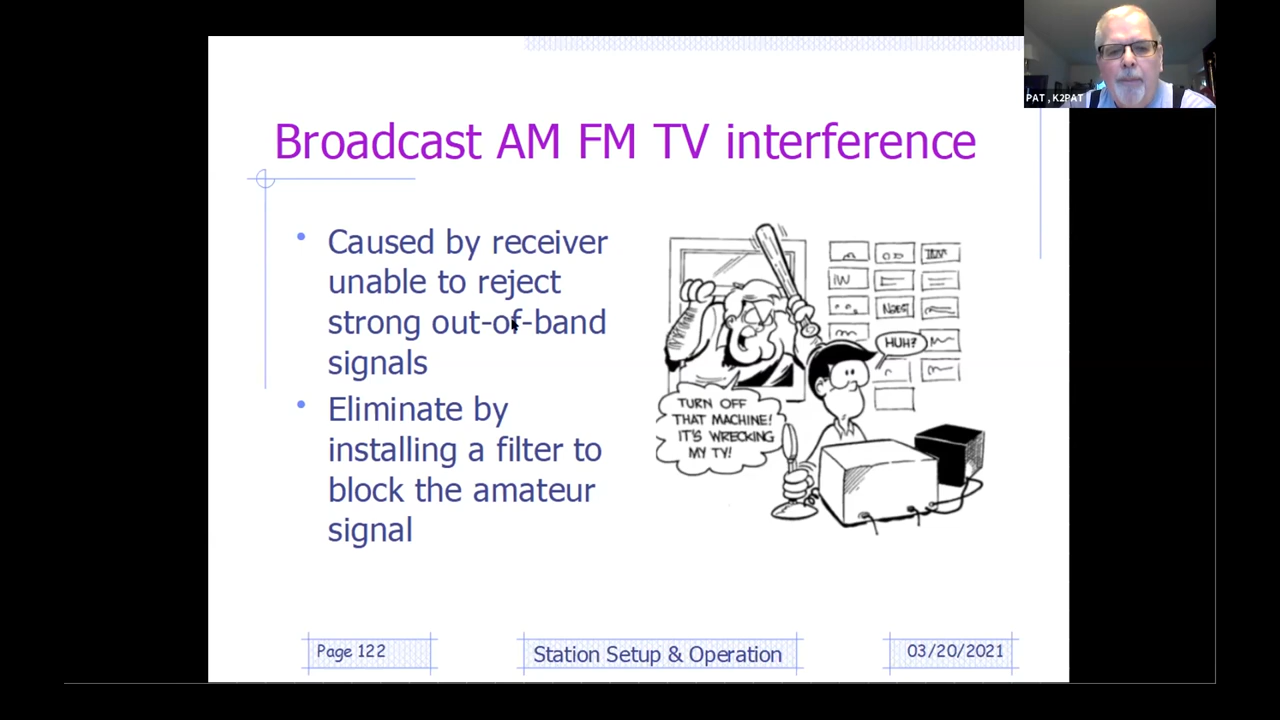 PAT , K2PAT
Broadcast AM FM TV interference
• Caused by receiver
unable to reject
strong out-of-band
signals
• Eliminate by
installing a filter to
block the amateur
signal
HUH?
TURN OFF
THAT MACHINE!
IT'S WRECKING
MY TV!
Page 122
Station Setup & Operation
03/20/2021